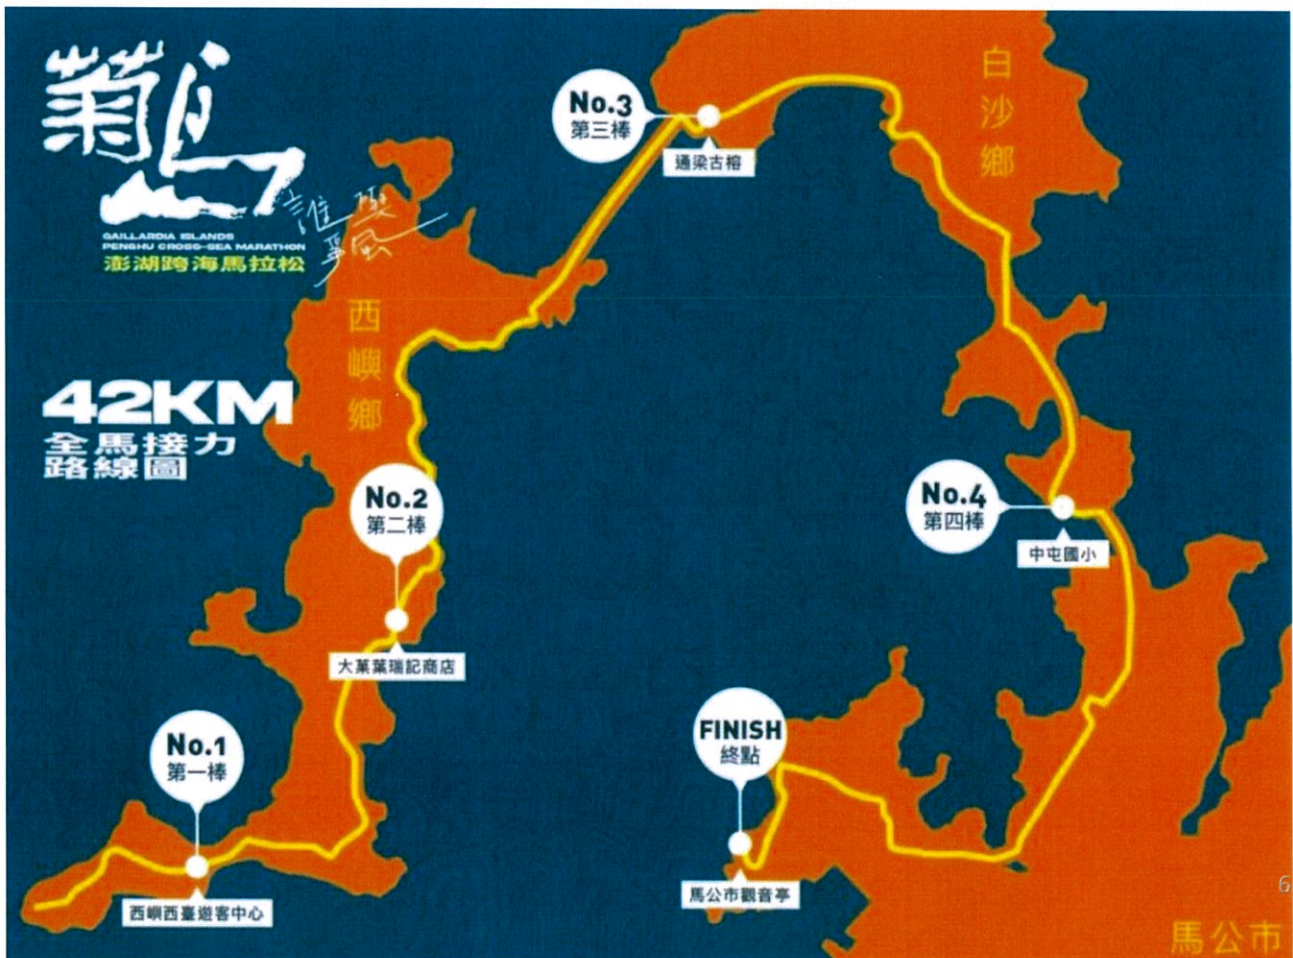 菊島
誰與爭風
GAILLARDIA ISLANDS
PENGHU CROSS-SEA MARATHON
澎湖跨海馬拉松
42KM
全馬接力
路線圖
西嶼鄉
白沙鄉
No.3
第三棒
通梁古榕
No.2
第二棒
大菓葉瑞記商店
No.4
第四棒
中屯國小
No.1
第一棒
西嶼西臺遊客中心
FINISH
終點
馬公市觀音亭
6
馬公市